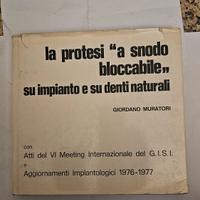 la protesi "a snodo
bloccabile„
su impianto e su denti naturali
GIORDANO MURATORI
con
Atti del VI Meeting Internazionale del G.I.S.I.
e
Aggiornamenti Implantologici 1976-1977